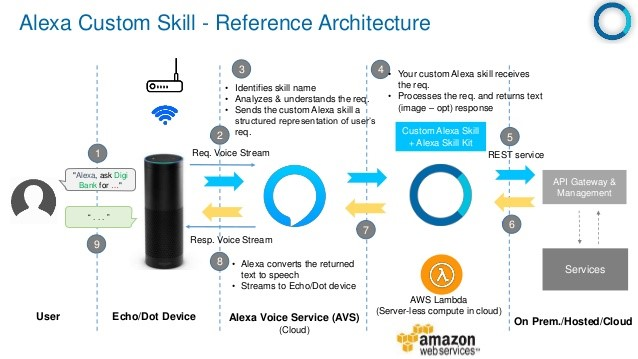 Alexa Custom Skill - Reference Architecture
3
• Identifies skill name
• Analyzes & understands the req.
• Sends the custom Alexa skill a
structured representation of user's
req.
4
• Your custom Alexa skill receives
the req.
• Processes the req. and returns text
(image – opt) response
Custom Alexa Skill
+ Alexa Skill Kit
2
Req. Voice Stream
5
REST service
1
"Alexa, ask Digi
Bank for ..."
API Gateway &
Management
" . . . "
9
Resp. Voice Stream
7
6
8
• Alexa converts the returned
text to speech
• Streams to Echo/Dot device
Services
λ
AWS Lambda
(Server-less compute in cloud)
User
Echo/Dot Device
Alexa Voice Service (AVS)
(Cloud)
On Prem./Hosted/Cloud
amazon
webservices